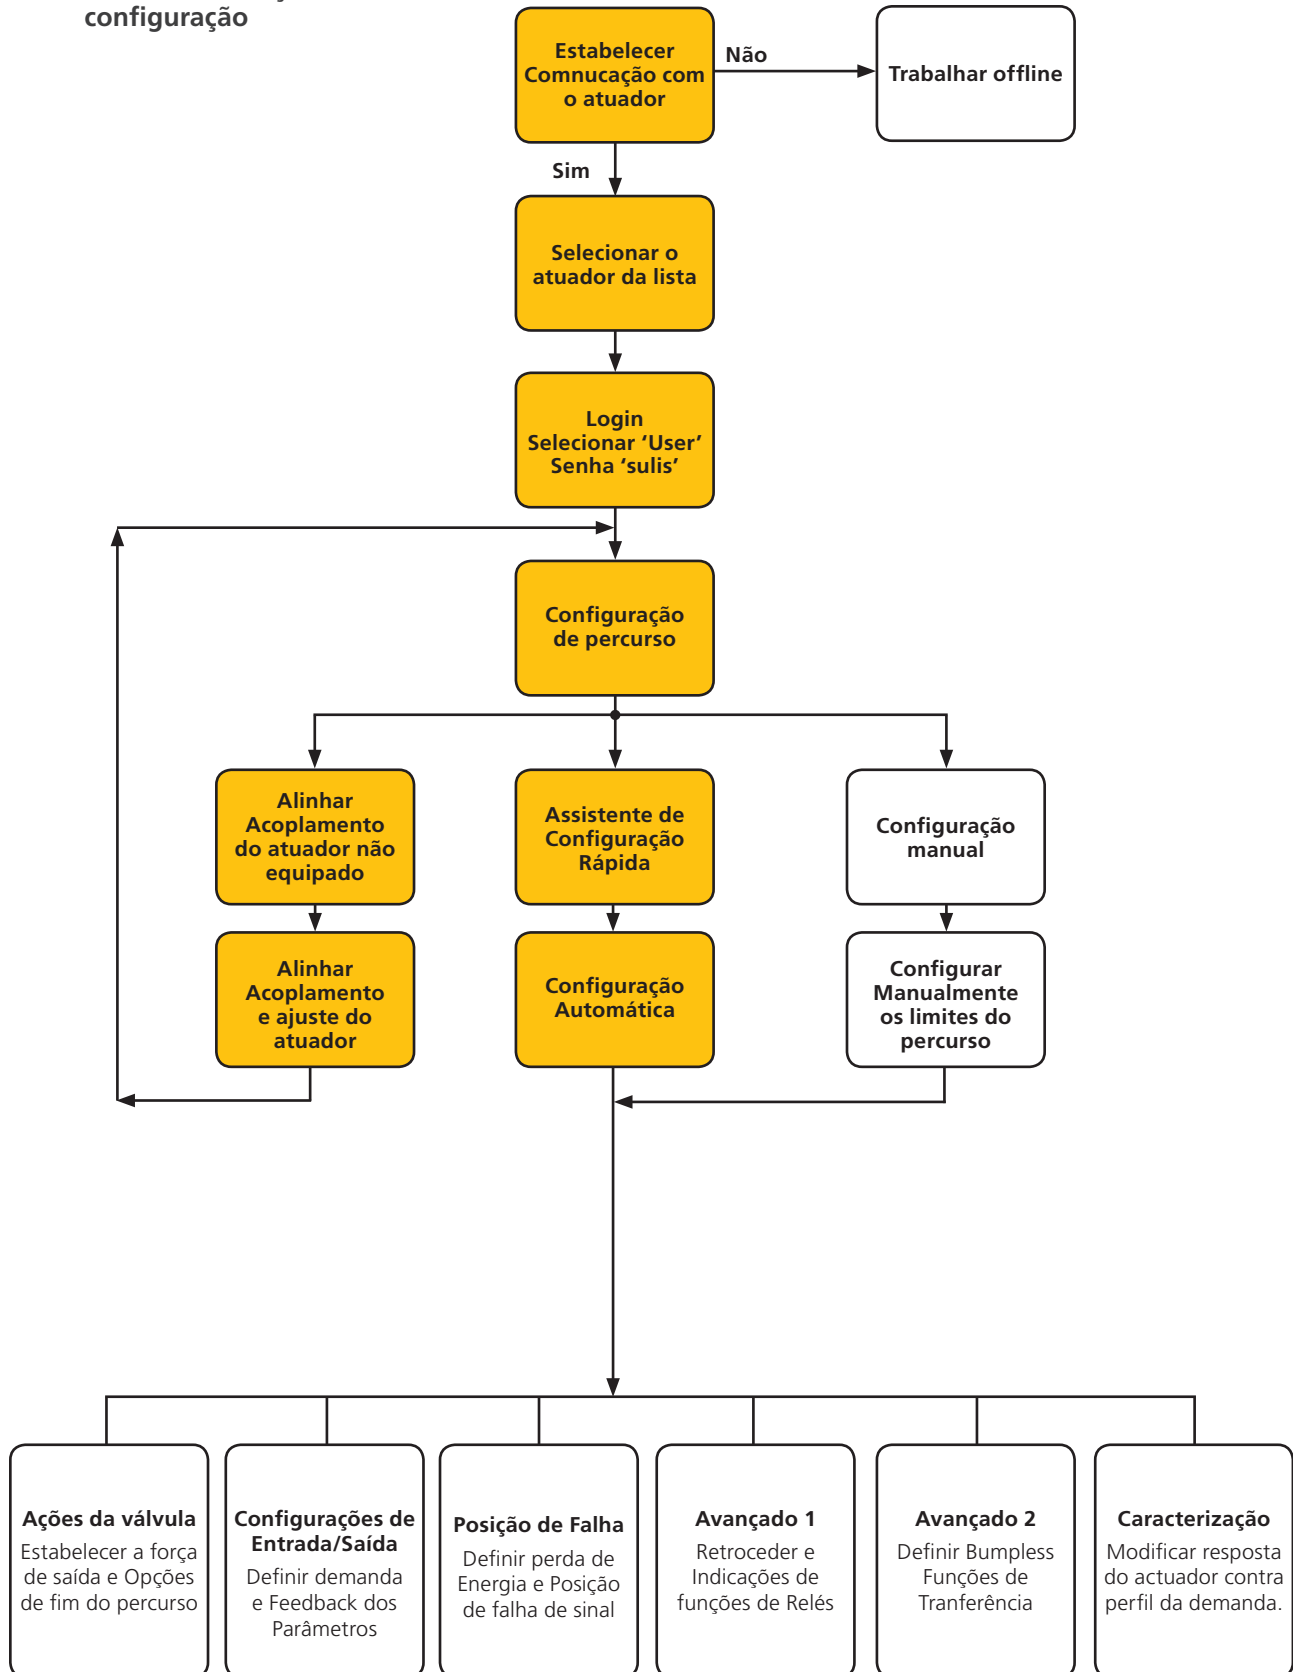 configuração
Estabelecer
Comnucação com
o atuador
Não
Trabalhar offline
Sim
Selecionar o
atuador da lista
Login
Selecionar ‘User’
Senha ‘sulis’
Configuração
de percurso
Alinhar
Acoplamento
do atuador não
equipado
Assistente de
Configuração
Rápida
Configuração
manual
Alinhar
Acoplamento
e ajuste do
atuador
Configuração
Automática
Configurar
Manualmente
os limites do
percurso
Ações da válvula
Estabelecer a força
de saída e Opções
de fim do percurso
Configurações de
Entrada/Saída
Definir demanda
e Feedback dos
Parâmetros
Posição de Falha
Definir perda de
Energia e Posição
de falha de sinal
Avançado 1
Retroceder e
Indicações de
funções de Relés
Avançado 2
Definir Bumpless
Funções de
Tranferência
Caracterização
Modificar resposta
do actuador contra
perfil da demanda.